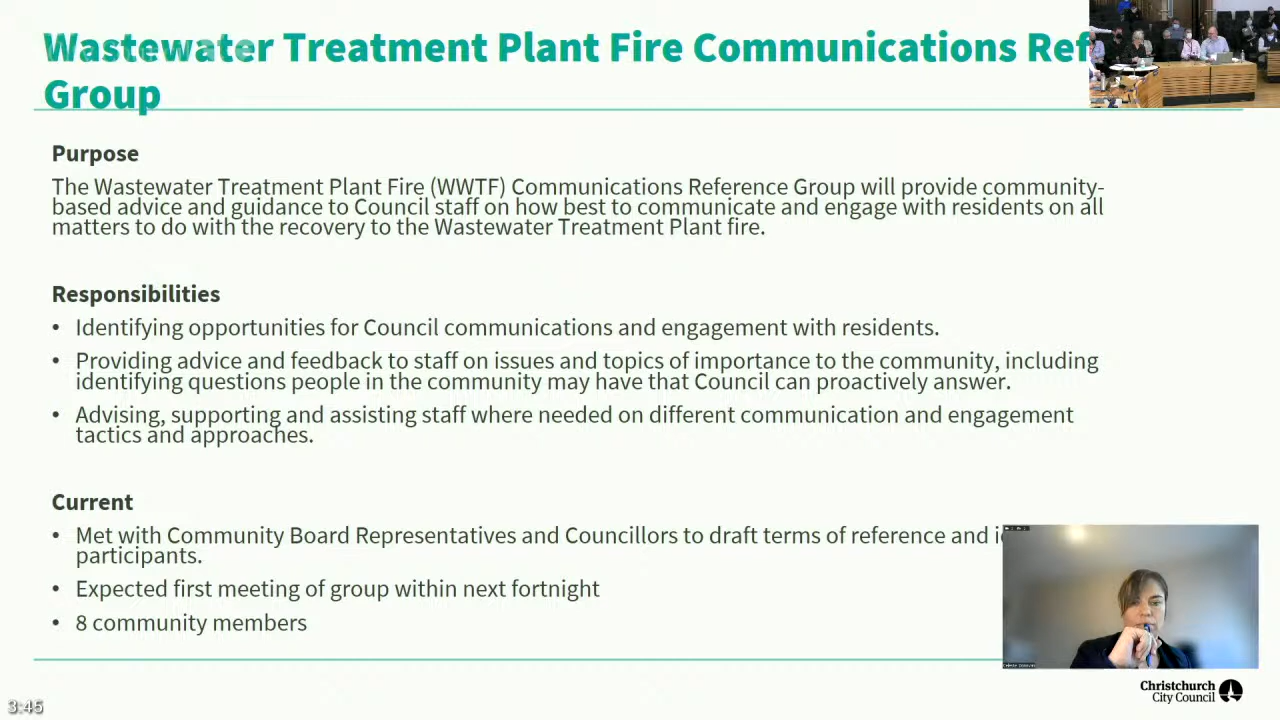 Wastewater Treatment Plant Fire Communications Ref
Group
Purpose
The Wastewater Treatment Plant Fire (WWTF) Communications Reference Group will provide community-
based advice and guidance to Council staff on how best to communicate and engage with residents on all
matters to do with the recovery to the Wastewater Treatment Plant fire.
Responsibilities
• Identifying opportunities for Council communications and engagement with residents.
• Providing advice and feedback to staff on issues and topics of importance to the community, including
identifying questions people in the community may have that Council can proactively answer.
• Advising, supporting and assisting staff where needed on different communication and engagement
tactics and approaches.
Current
• Met with Community Board Representatives and Councillors to draft terms of reference and
participants.
• Expected first meeting of group within next fortnight
• 8 community members
Christchurch
City Council
3:45